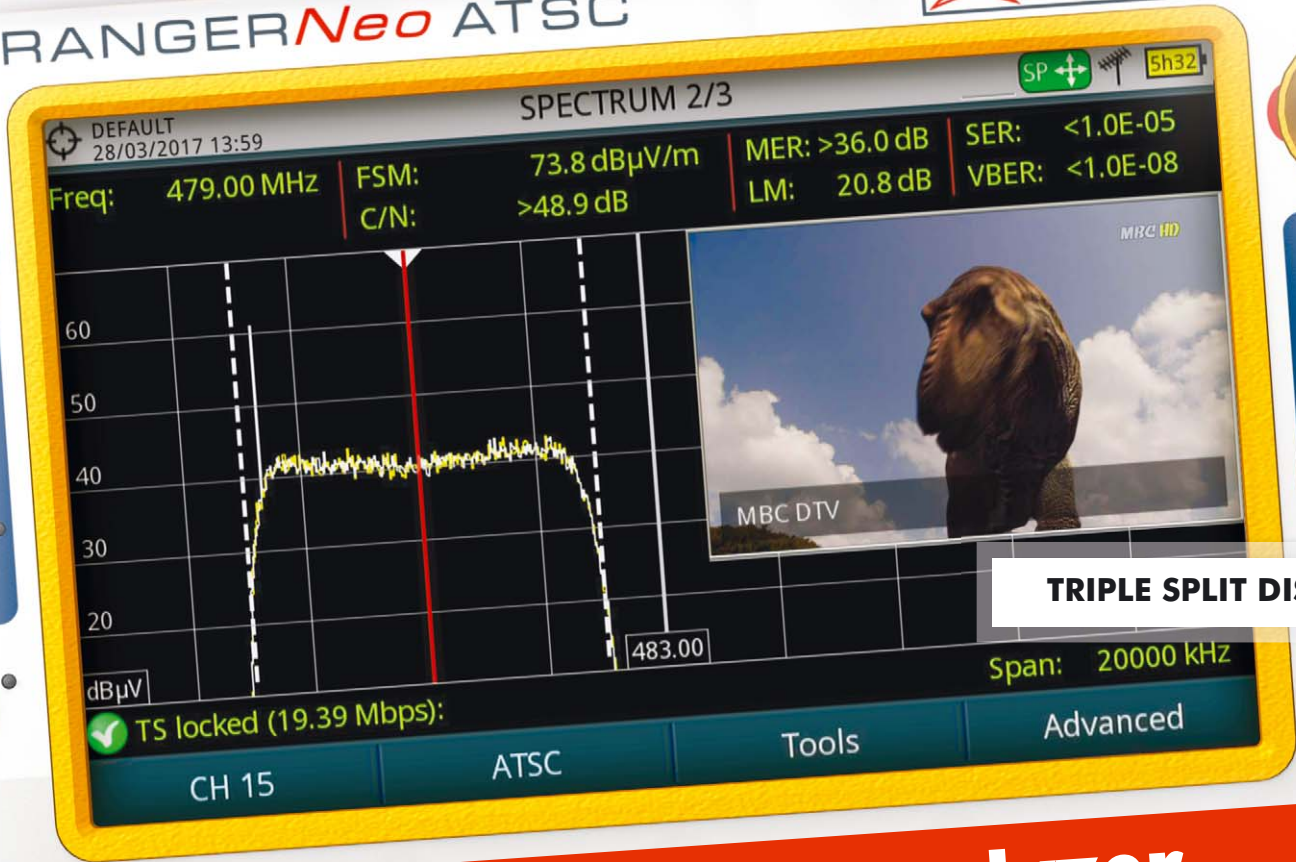 RANGERNeo ATSC
DEFAULT
28/03/2017 13:59
SPECTRUM 2/3
SP
5h32
Freq: 479.00 MHz
FSM: 73.8 dBµV/m
C/N: >48.9 dB
MER: >36.0 dB
LM: 20.8 dB
SER: <1.0E-05
VBER: <1.0E-08
60
50
40
30
20
dBµV
483.00
MBC HD
MBC DTV
TRIPLE SPLIT
Span: 20000 kHz
TS locked (19.39 Mbps):
CH 15
ATSC
Tools
Advanced